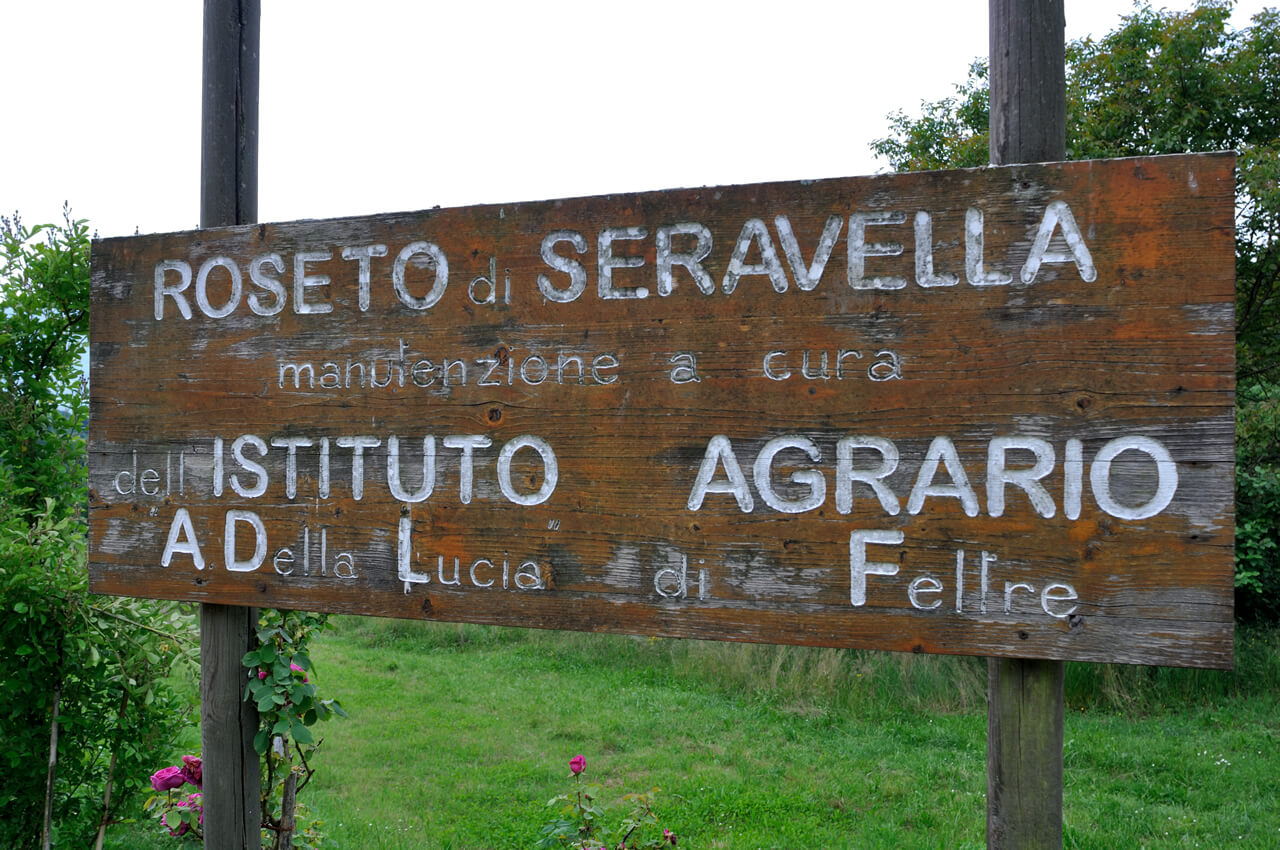 ROSETO di SERAVELLA
manutenzione a cura
dell'ISTITUTO AGRARIO
"A.Della Lucia" di Feltre